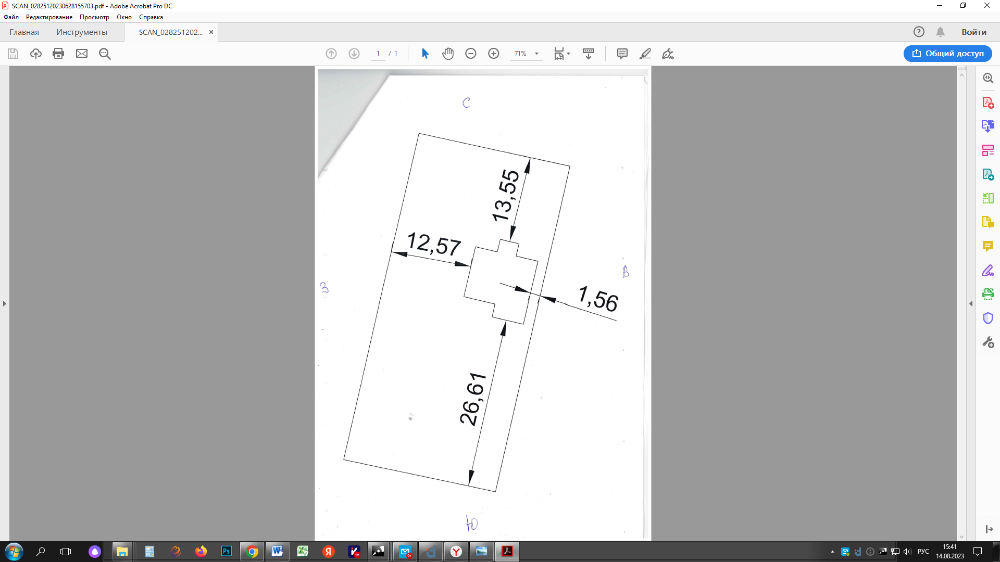 SCAN_02825120230628155703.pdf - Adobe Acrobat Pro DC
Файл Редактирование Просмотр Окно Справка
Главная Инструменты SCAN_028251202... × Войти
1 / 1 71% Общий доступ
С
13,55
12,57
В
З
1,56
26,61
Ю
15:41
РУС
14.08.2023